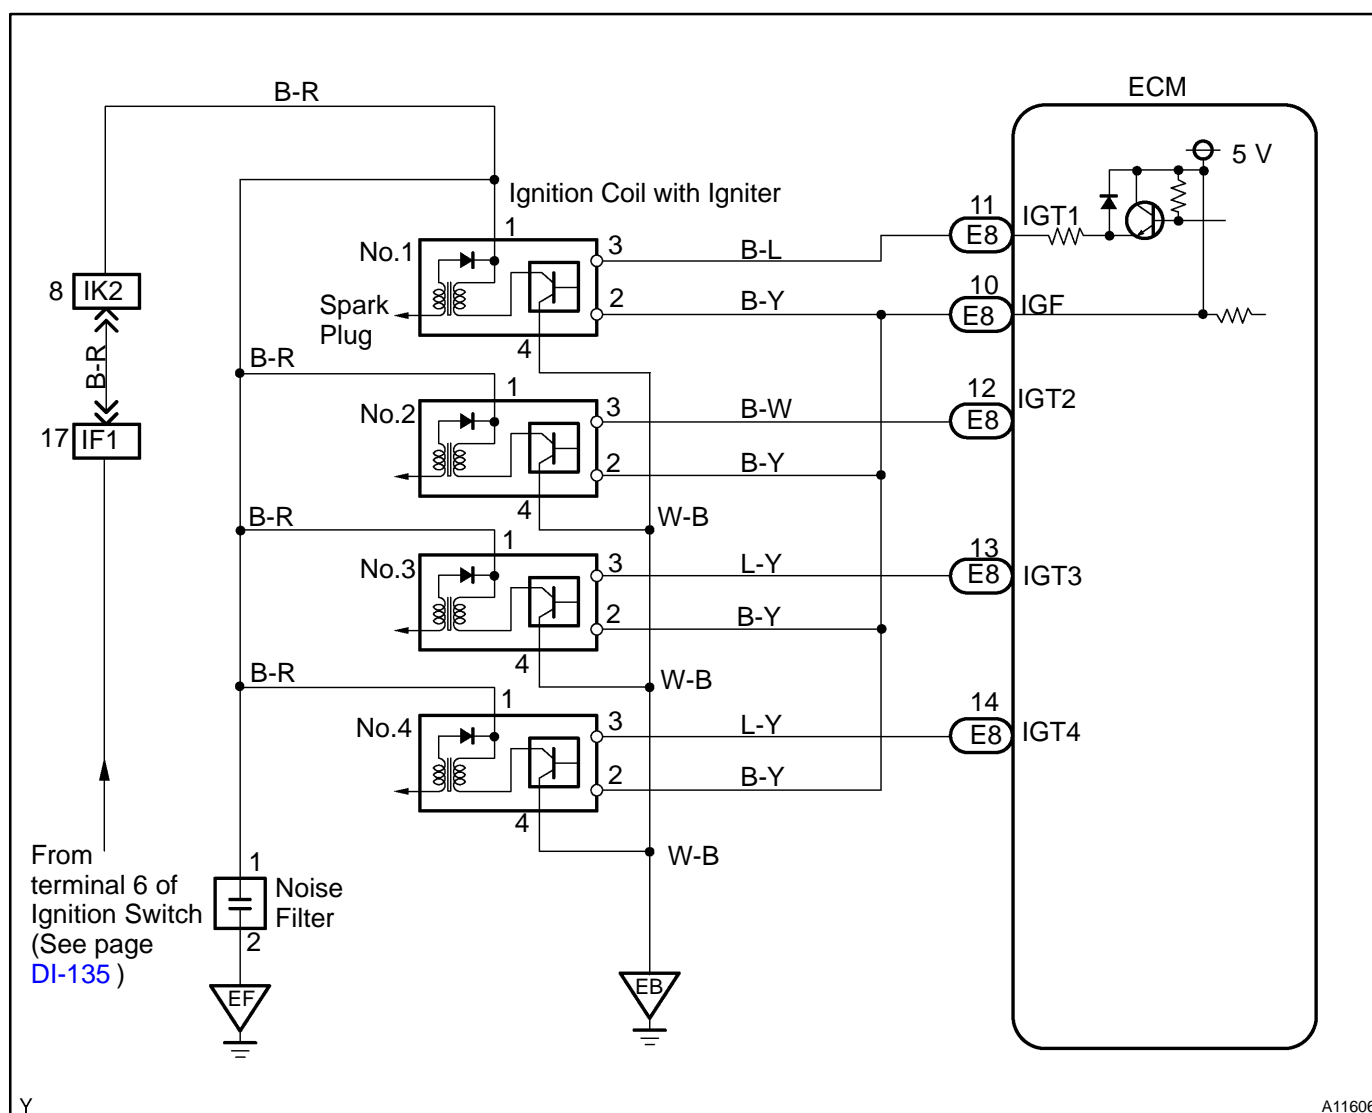 B-R
ECM
5 V
Ignition Coil with Igniter
1
No.1
3
B-L
11
E8
IGT1
Spark
Plug
2
B-Y
10
E8
IGF
4
8
IK2
B-R
17
IF1
B-R
1
No.2
3
B-W
12
E8
IGT2
2
B-Y
4
W-B
B-R
1
No.3
3
L-Y
13
E8
IGT3
2
B-Y
4
W-B
B-R
1
No.4
3
L-Y
14
E8
IGT4
2
B-Y
4
W-B
From
terminal 6 of
Ignition Switch
(See page
DI-135 )
1
Noise
Filter
2
EF
EB
Y
A11606